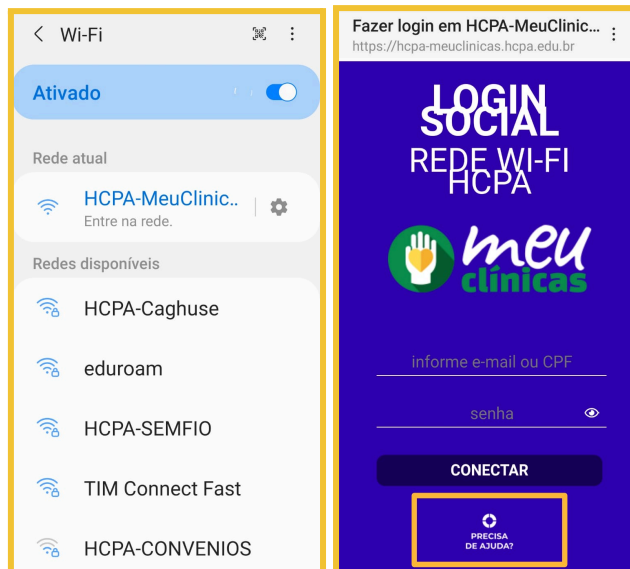 Wi-Fi
Ativado
Rede atual
HCPA-MeuClinic..
Entre na rede.
Redes disponíveis
HCPA-Caghuse
eduroam
HCPA-SEMFIO
TIM Connect Fast
HCPA-CONVENIOS
Fazer login em HCPA-MeuClinic...
https://hcpa-meuclinicas.hcpa.edu.br
LOGIN
SOCIAL
REDE WI-FI
HCPA
meu
clínicas
informe e-mail ou CPF
senha
CONECTAR
PRECISA
DE AJUDA?